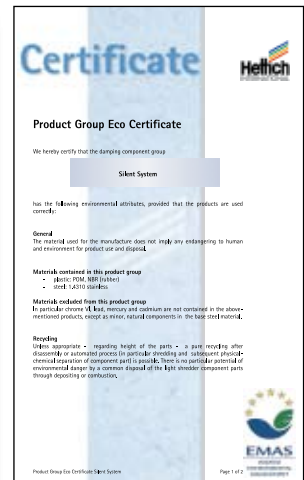 Certificate
Hettich
INTERNATIONAL
Product Group Eco Certificate
We hereby certify that the damping component group
Silent System
has the following environmental attributes, provided that the products are used
correctly:
General
The material used for the manufacture does not imply any endangering to human
and environment for product use and disposal.
Materials contained in this product group
- plastic: POM, NBR (rubber)
- steel: 1.4310 stainless
Materials excluded from this product group
In particular chrome VI, lead, mercury and cadmium are not contained in the above-
mentioned products, except as minor, natural components in the base steel material.
Recycling
Unless appropriate - regarding height of the parts - a pure recycling after
disassembly or automated process (in particular shredding and subsequent physical-
chemical separation of component part) is possible. There is no particular potential of
environmental danger by a common disposal of the light shredder component parts
through depositing or combustion.
EMAS
Product Group Eco Certificate Silent System
Page 1 of 2